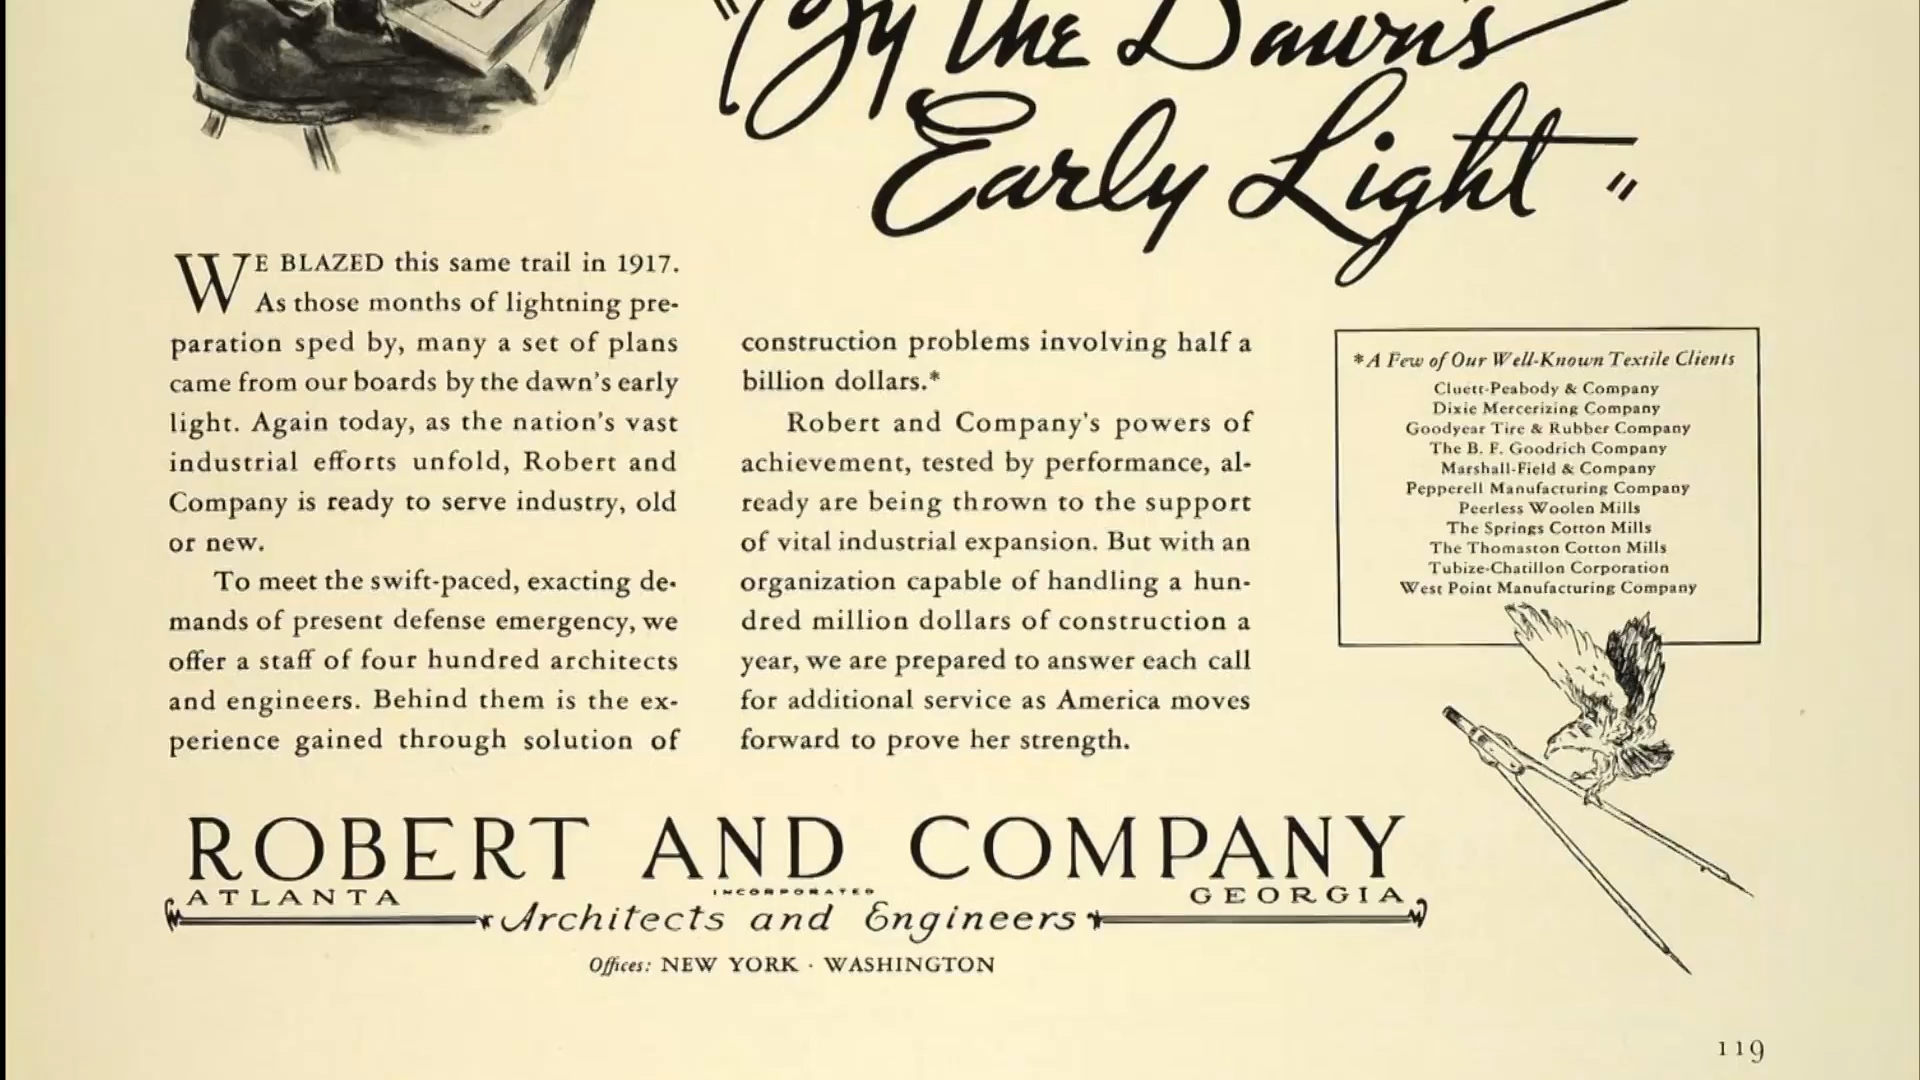 "By the Dawn's
Early Light"
WE BLAZED this same trail in 1917.
As those months of lightning pre-
paration sped by, many a set of plans
came from our boards by the dawn's early
light. Again today, as the nation's vast
industrial efforts unfold, Robert and
Company is ready to serve industry, old
or new.
To meet the swift-paced, exacting de-
mands of present defense emergency, we
offer a staff of four hundred architects
and engineers. Behind them is the ex-
perience gained through solution of
construction problems involving half a
billion dollars.*
Robert and Company's powers of
achievement, tested by performance, al-
ready are being thrown to the support
of vital industrial expansion. But with an
organization capable of handling a hun-
dred million dollars of construction a
year, we are prepared to answer each call
for additional service as America moves
forward to prove her strength.
*A Few of Our Well-Known Textile Clients
Cluett-Peabody & Company
Dixie Mercerizing Company
Goodyear Tire & Rubber Company
The B. F. Goodrich Company
Marshall-Field & Company
Pepperell Manufacturing Company
Peerless Woolen Mills
The Springs Cotton Mills
The Thomaston Cotton Mills
Tubize-Chatillon Corporation
West Point Manufacturing Company
ROBERT AND COMPANY
ATLANTA INCORPORATED GEORGIA
Architects and Engineers
Offices: NEW YORK · WASHINGTON
119